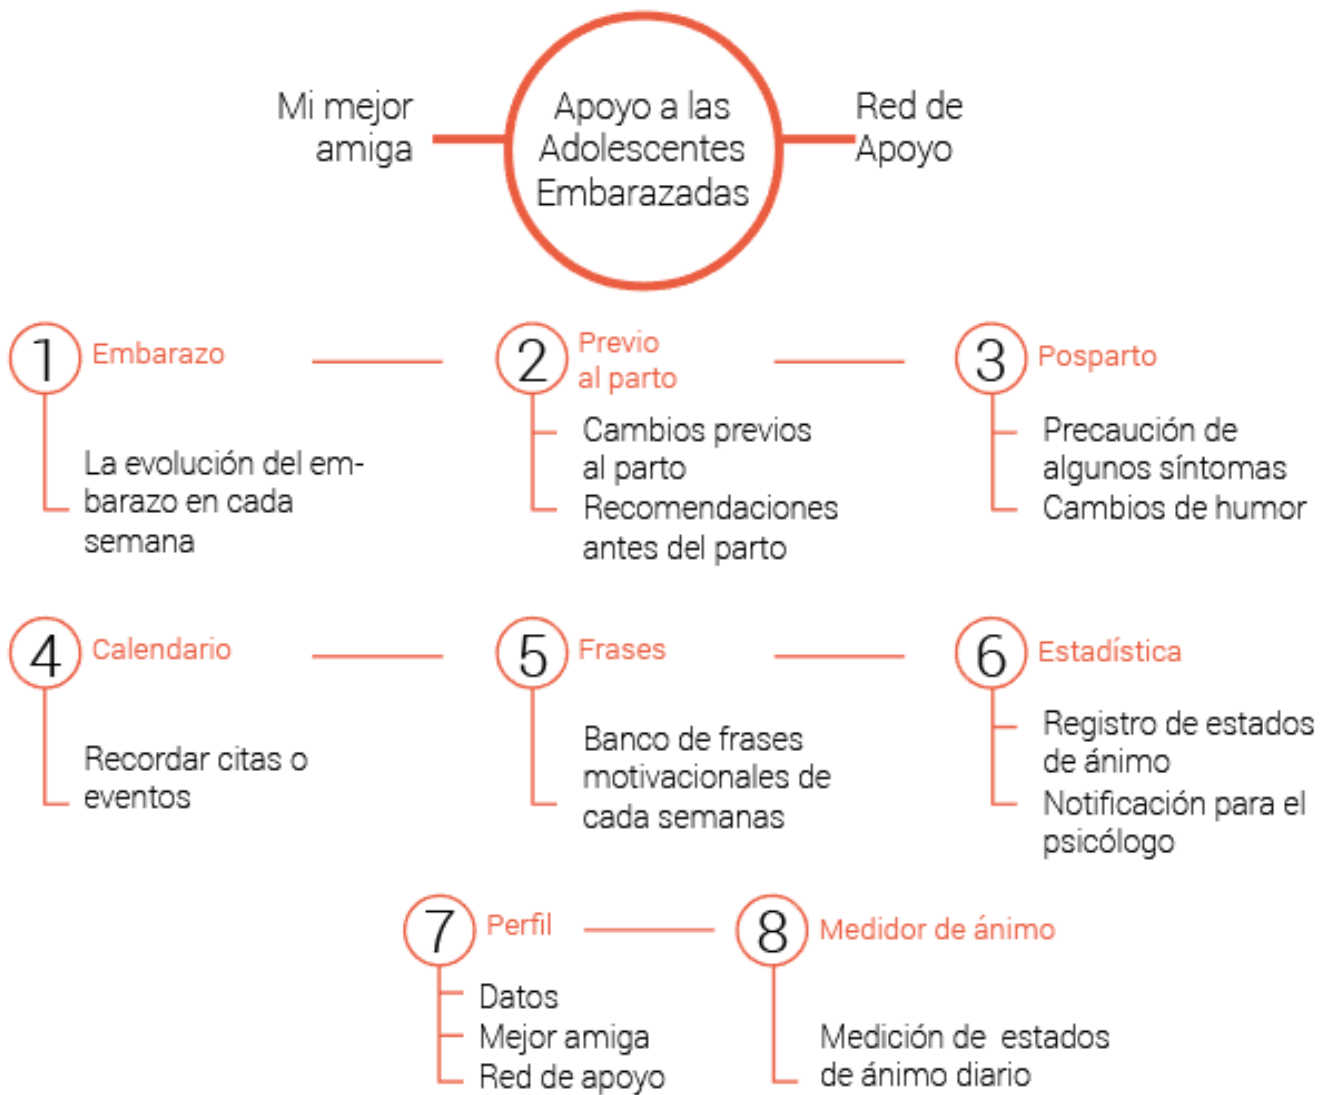 Mi mejor
amiga
Apoyo a las
Adolescentes
Embarazadas
Red de
Apoyo
1 Embarazo
La evolución del em-
barazo en cada
semana
2 Previo
al parto
Cambios previos
al parto
Recomendaciones
antes del parto
3 Posparto
Precaución de
algunos síntomas
Cambios de humor
4 Calendario
Recordar citas o
eventos
5 Frases
Banco de frases
motivacionales de
cada semanas
6 Estadística
Registro de estados
de ánimo
Notificación para el
psicólogo
7 Perfil
Datos
Mejor amiga
Red de apoyo
8 Medidor de ánimo
Medición de estados
de ánimo diario